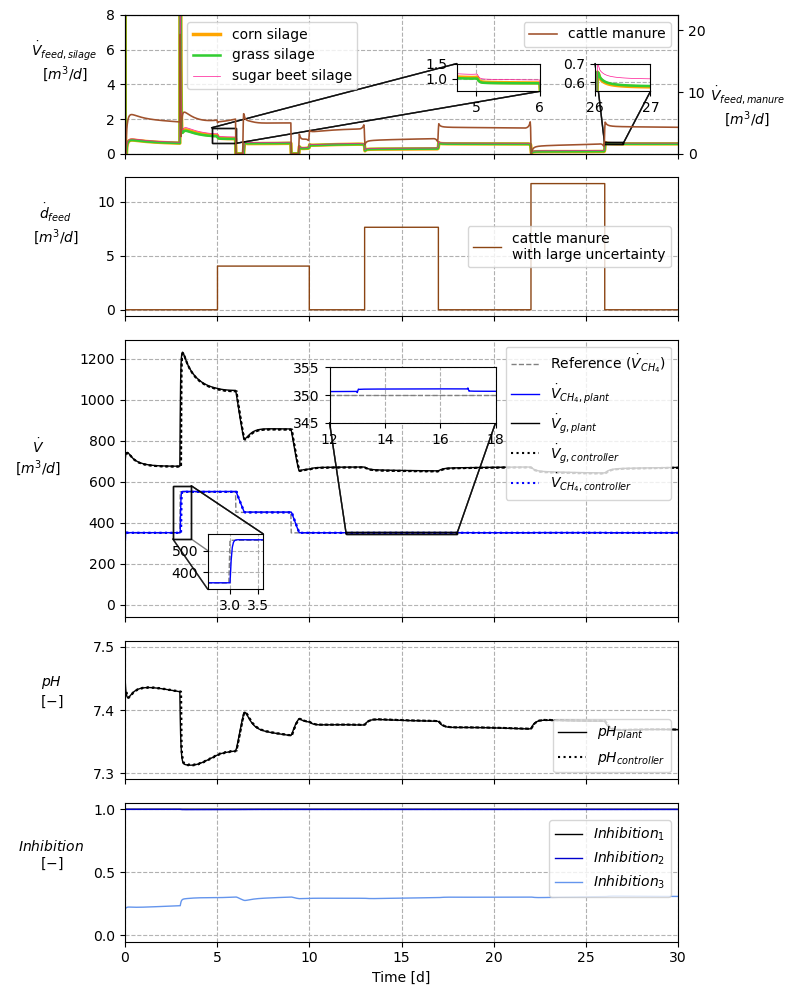 8
6
4
2
0
V̇feed, silage
[m³/d]
corn silage
grass silage
sugar beet silage
cattle manure
1.5
1.0
5
6
0.7
0.6
26
27
20
10
0
V̇feed, manure
[m³/d]
10
5
0
ḋfeed
[m³/d]
cattle manure
with large uncertainty
1200
1000
800
600
400
200
0
V̇
[m³/d]
355
350
345
12
14
16
18
500
400
3.0
3.5
Reference (V̇CH₄)
V̇CH₄, plant
V̇g, plant
V̇g, controller
V̇CH₄, controller
7.5
7.4
7.3
pH
[−]
pHplant
pHcontroller
1.0
0.5
0.0
Inhibition
[−]
Inhibition₁
Inhibition₂
Inhibition₃
0
5
10
15
20
25
30
Time [d]